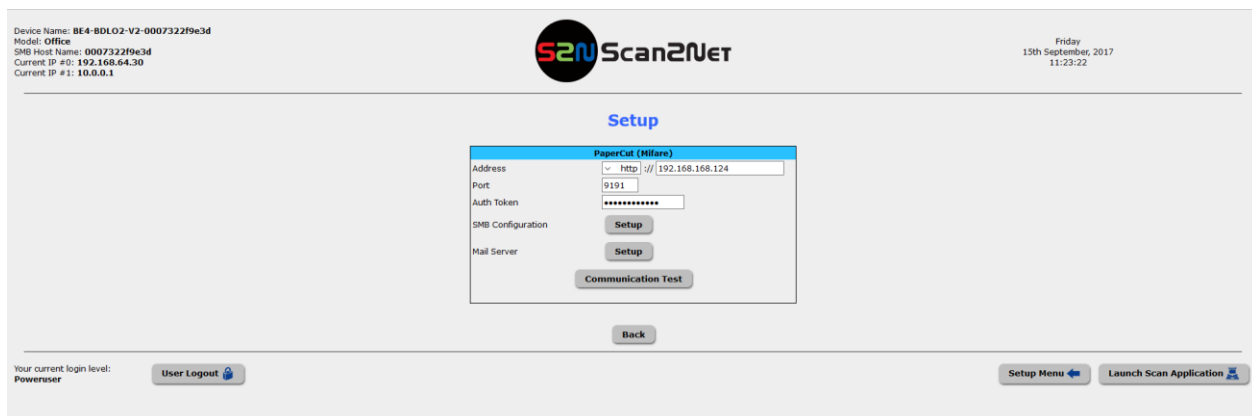 Device Name: BE4-BDLO2-V2-0007322f9e3d
Model: Office
SMB Host Name: 0007322f9e3d
Current IP #0: 192.168.64.30
Current IP #1: 10.0.0.1
S2N Scan2Net
Friday
15th September, 2017
11:23:22
Setup
PaperCut (Mifare)
Address http :// 192.168.168.124
Port 9191
Auth Token ••••••••••••
SMB Configuration Setup
Mail Server Setup
Communication Test
Back
Your current login level:
Poweruser
User Logout
Setup Menu
Launch Scan Application